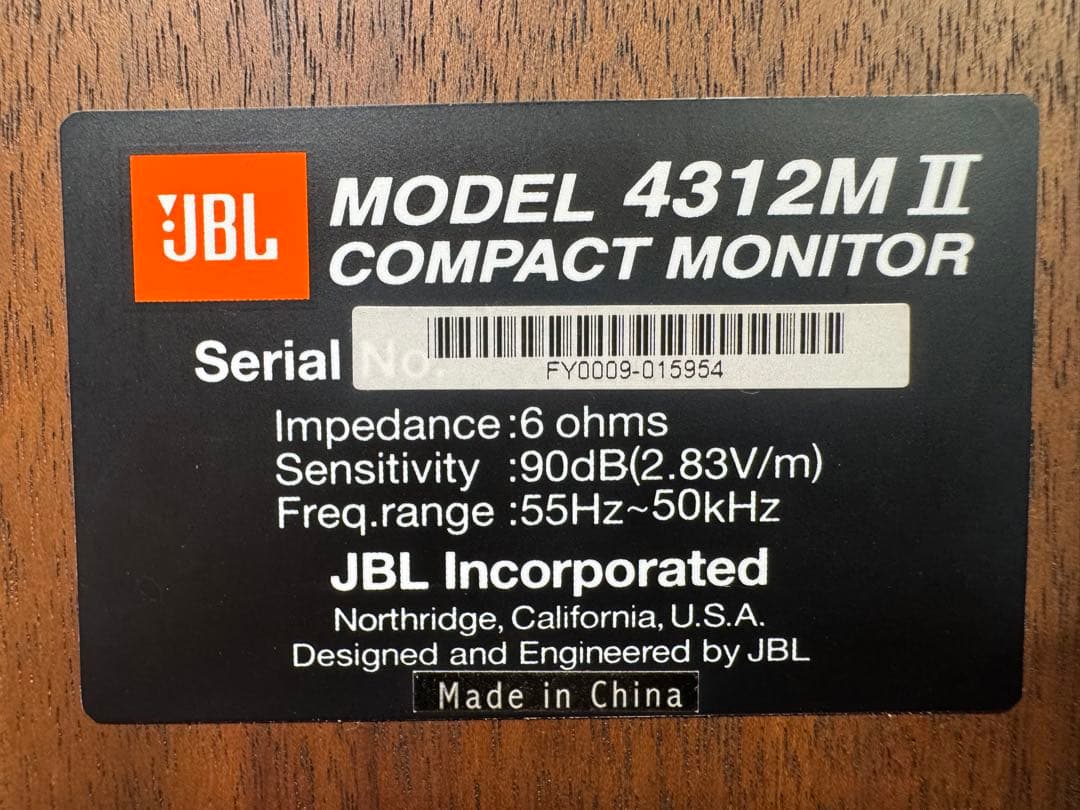 JBL
MODEL 4312M II
COMPACT MONITOR
Serial No.
FY0009-015954
Impedance:6 ohms
Sensitivity :90dB(2.83V/m)
Freq.range :55Hz~50kHz
JBL Incorporated
Northridge, California, U.S.A.
Designed and Engineered by JBL
Made in China